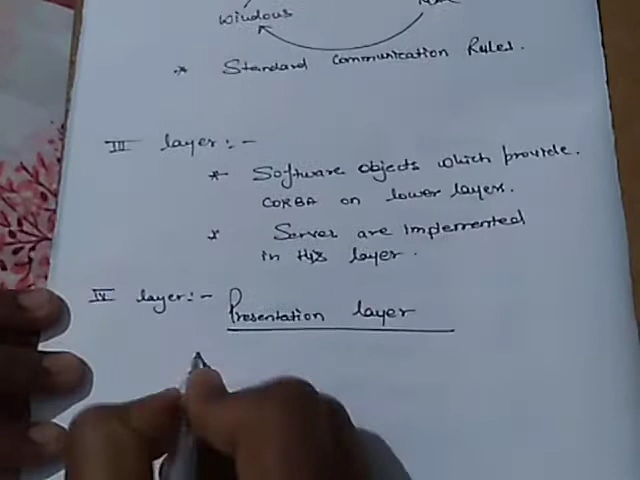 Windows
* Standard Communication Rules.
III layer:-
* Software objects which provide.
CORBA on lower layers.
* Server are implemented
in this layer.
IV layer:- Presentation layer